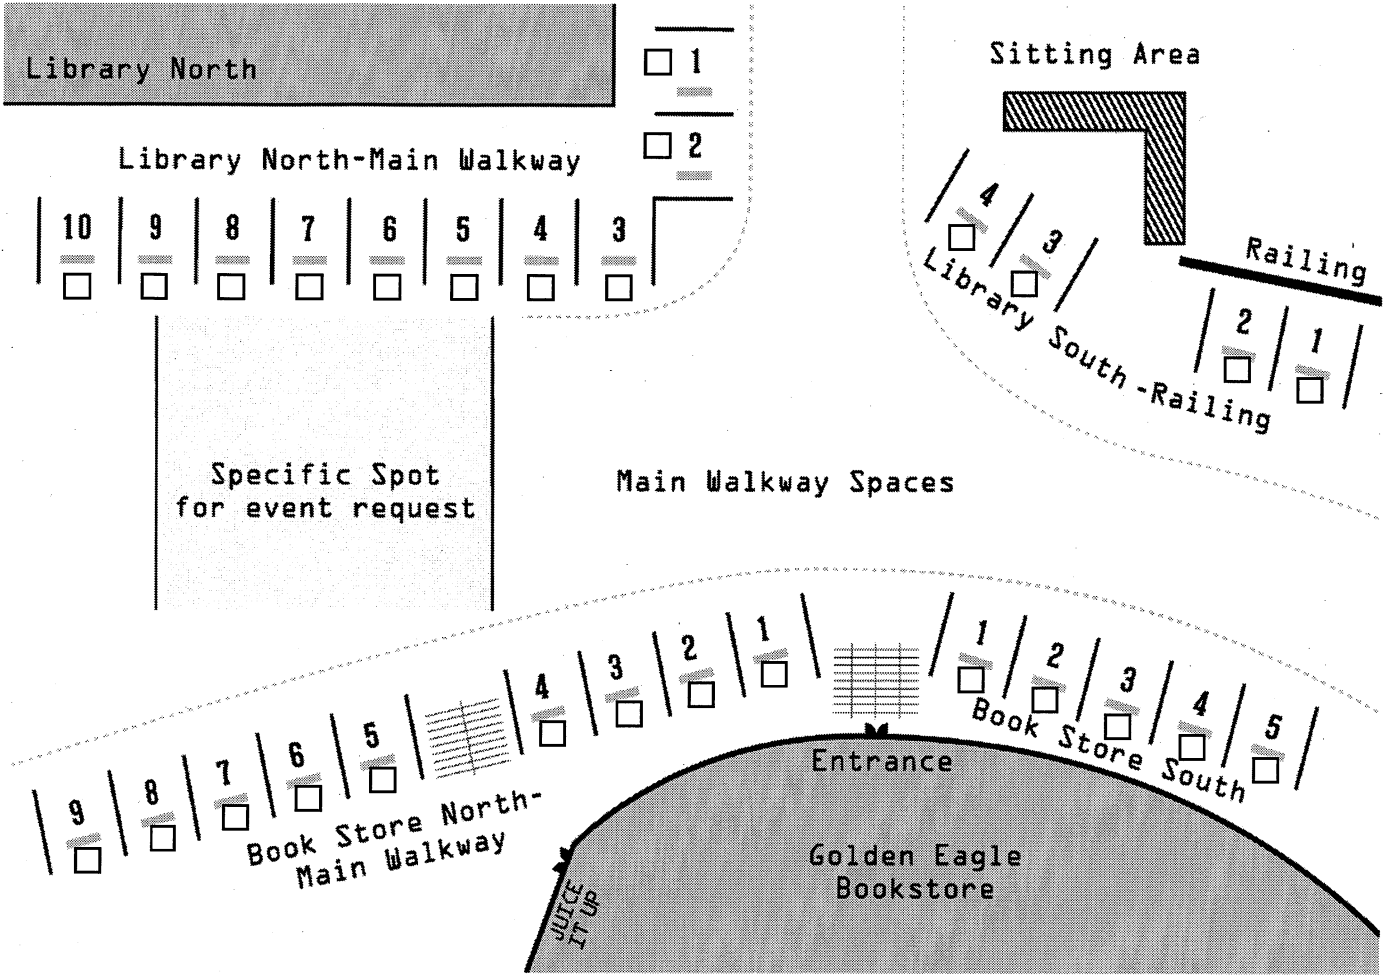 Library North
1
2
Sitting Area
Library North-Main Walkway
10 9 8 7 6 5 4 3
4
3
Library South-Railing
Railing
2
1
Specific Spot
for event request
Main Walkway Spaces
9 8 7 6 5 4 3 2 1
Book Store North-
Main Walkway
1 2 3 4 5
Book Store South
Entrance
Golden Eagle
Bookstore
JUICE
IT UP